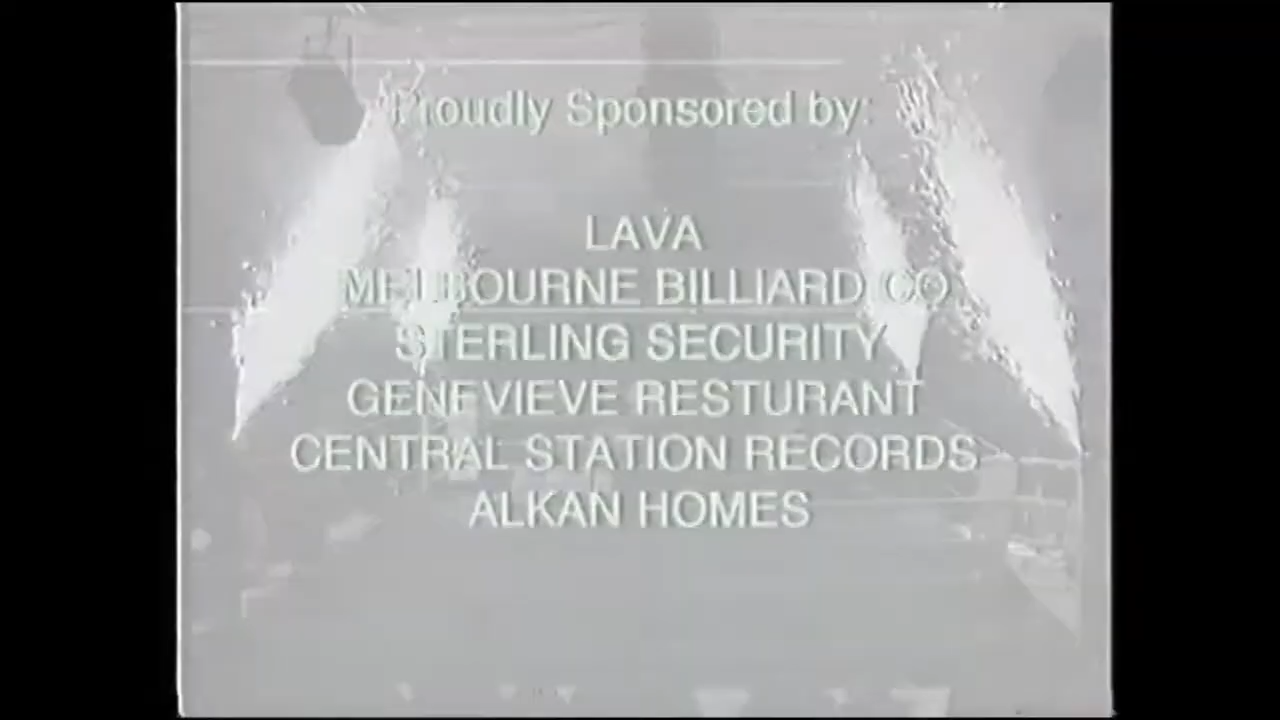 Proudly Sponsored by:
LAVA
MELBOURNE BILLIARD CO
STERLING SECURITY
GENEVIEVE RESTURANT
CENTRAL STATION RECORDS
ALKAN HOMES